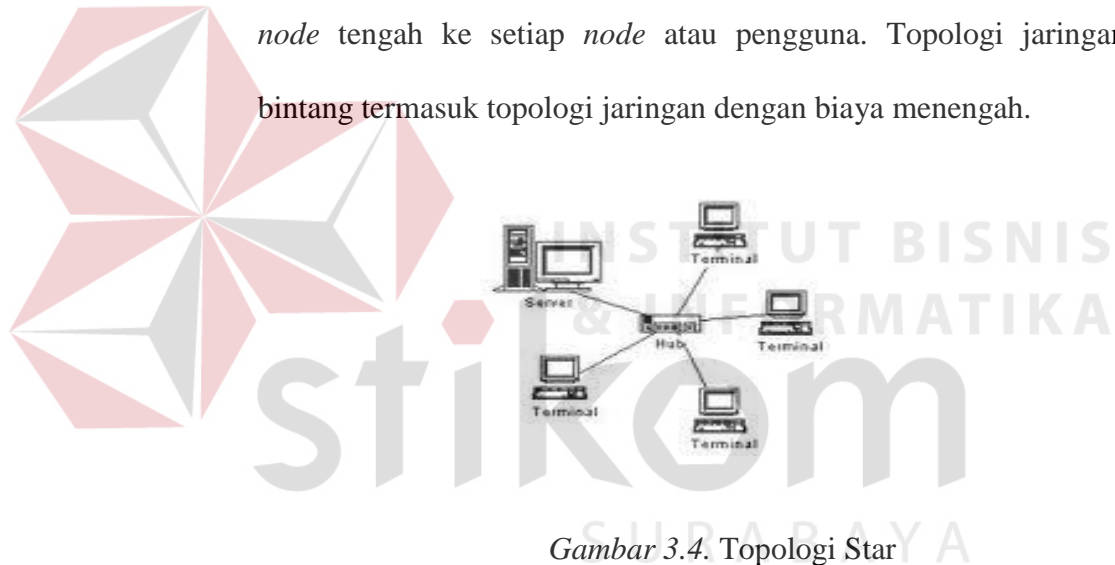 node tengah ke setiap node atau pengguna. Topologi jaringan
bintang termasuk topologi jaringan dengan biaya menengah.
INSTITUT BISNIS
& INFORMATIKA
stikom
SURABAYA
Terminal
Server
Hub
Terminal
Terminal
Terminal
Gambar 3.4. Topologi Star